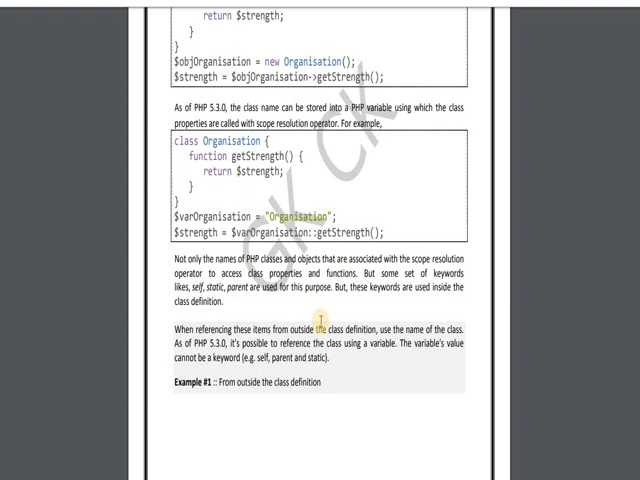 return $strength;
}
}
$objOrganisation = new Organisation();
$strength = $objOrganisation->getStrength();
As of PHP 5.3.0, the class name can be stored into a PHP variable using which the class
properties are called with scope resolution operator. For example,
class Organisation {
function getStrength() {
return $strength;
}
}
$varOrganisation = "Organisation";
$strength = $varOrganisation::getStrength();
Not only the names of PHP classes and objects that are associated with the scope resolution
operator to access class properties and functions. But some set of keywords
likes, self, static, parent are used for this purpose. But, these keywords are used inside the
class definition.
When referencing these items from outside the class definition, use the name of the class.
As of PHP 5.3.0, it's possible to reference the class using a variable. The variable's value
cannot be a keyword (e.g. self, parent and static).
Example #1 :: From outside the class definition
GK CK